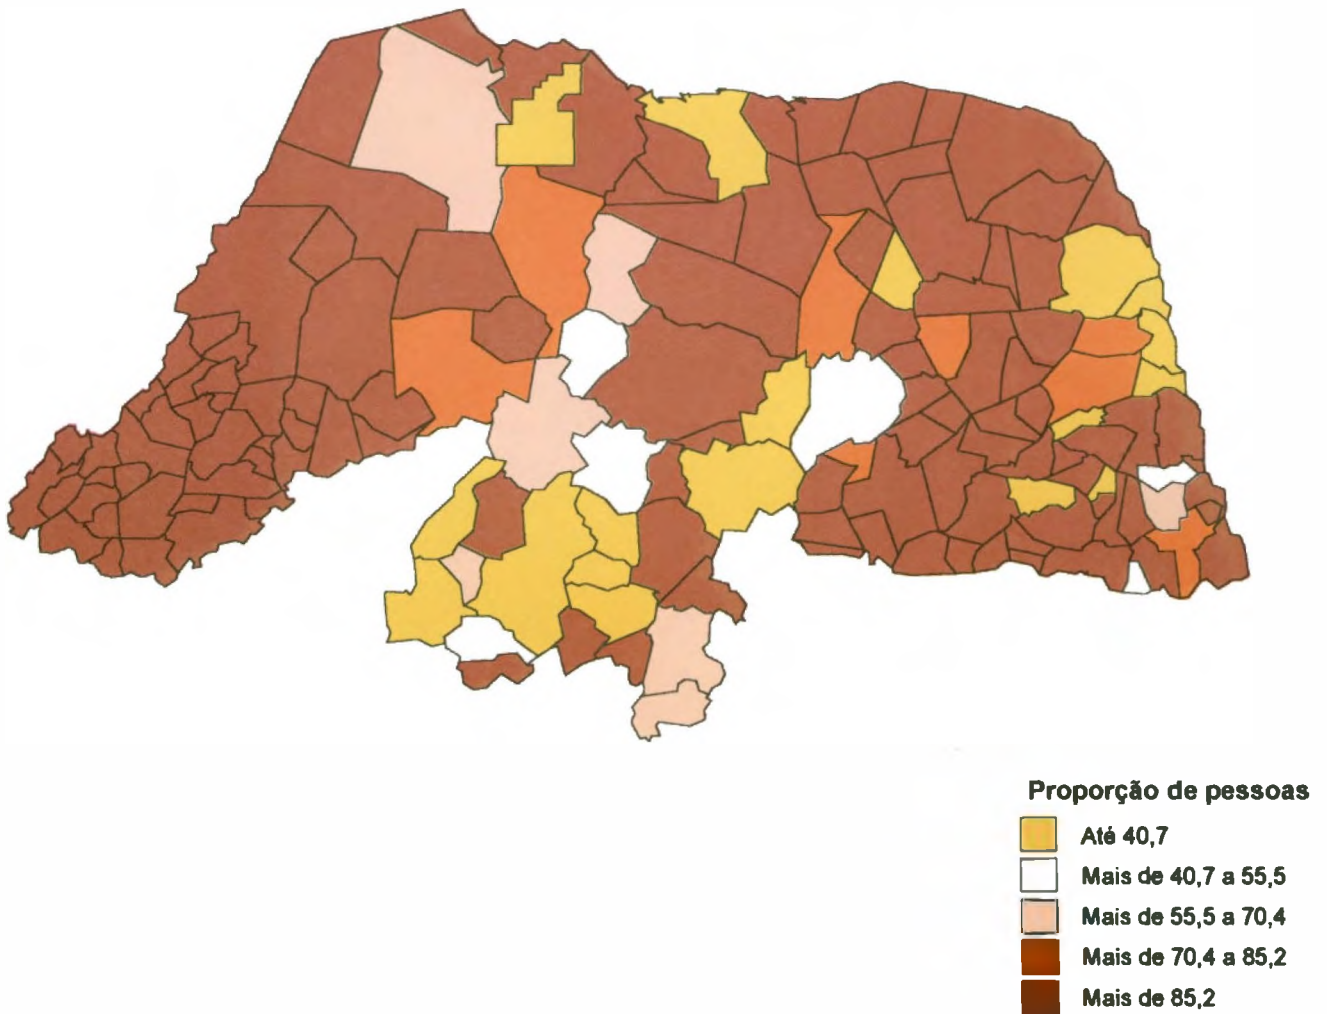 Proporção de pessoas
Até 40,7
Mais de 40,7 a 55,5
Mais de 55,5 a 70,4
Mais de 70,4 a 85,2
Mais de 85,2